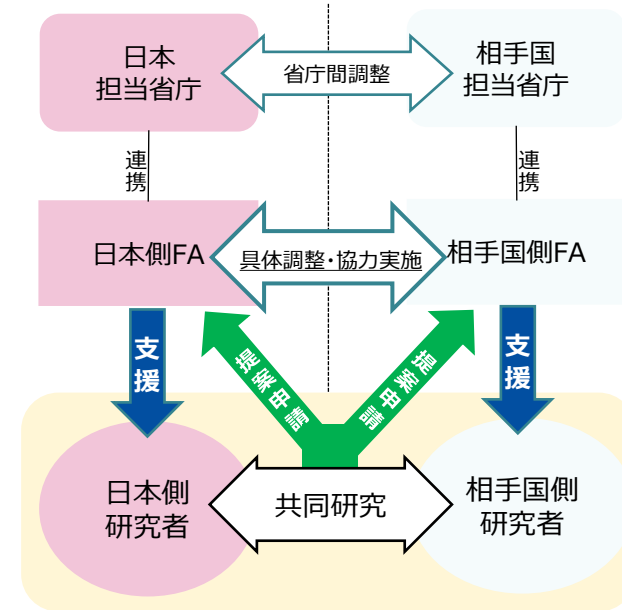 日本
担当省庁
省庁間調整
相手国
担当省庁
連携
連携
日本側FA
具体調整・協力実施
相手国側FA
支援
提案申請
提案申請
支援
日本側
研究者
共同研究
相手国側
研究者